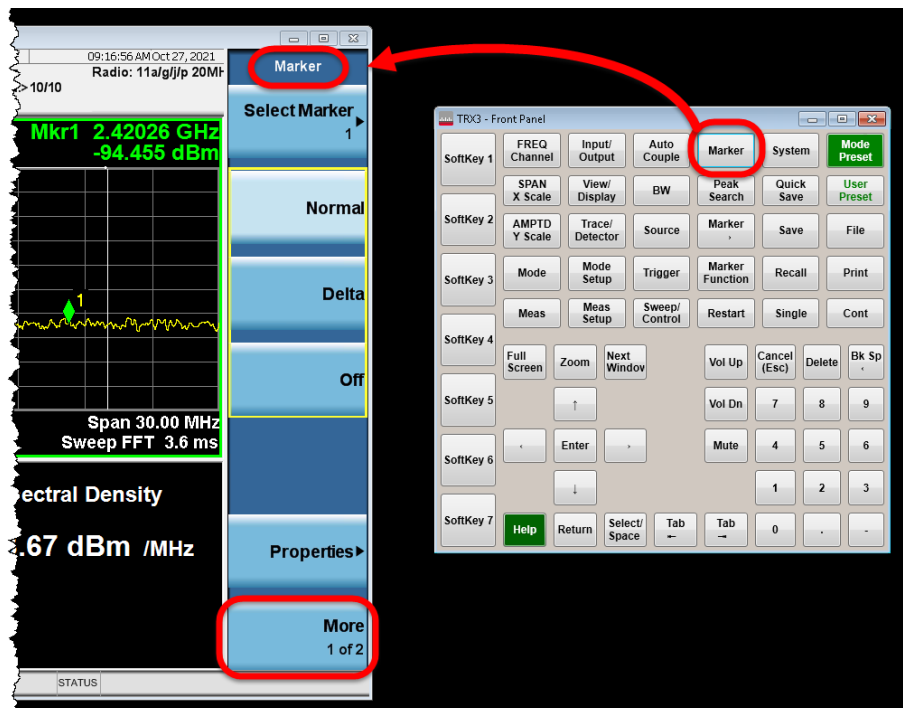 09:16:56 AM Oct 27, 2021
Radio: 11a/g/j/p 20MH
>10/10
Mkr1 2.42026 GHz
-94.455 dBm
1
Span 30.00 MHz
Sweep FFT 3.6 ms
ectral Density
.67 dBm /MHz
STATUS
Marker
Select Marker
1
Normal
Delta
Off
Properties
More
1 of 2
TRX3 - Front Panel
SoftKey 1
FREQ
Channel
Input/
Output
Auto
Couple
Marker
System
Mode
Preset
SPAN
X Scale
View/
Display
BW
Peak
Search
Quick
Save
User
Preset
SoftKey 2
AMPTD
Y Scale
Trace/
Detector
Source
Marker
Save
File
SoftKey 3
Mode
Mode
Setup
Trigger
Marker
Function
Recall
Print
Meas
Meas
Setup
Sweep/
Control
Restart
Single
Cont
SoftKey 4
Full
Screen
Zoom
Next
Window
Vol Up
Cancel
(Esc)
Delete
Bk Sp
SoftKey 5
↑
Vol Dn
7
8
9
SoftKey 6
Enter
Mute
4
5
6
↓
1
2
3
SoftKey 7
Help
Return
Select/
Space
Tab
←
Tab
→
0
.
-